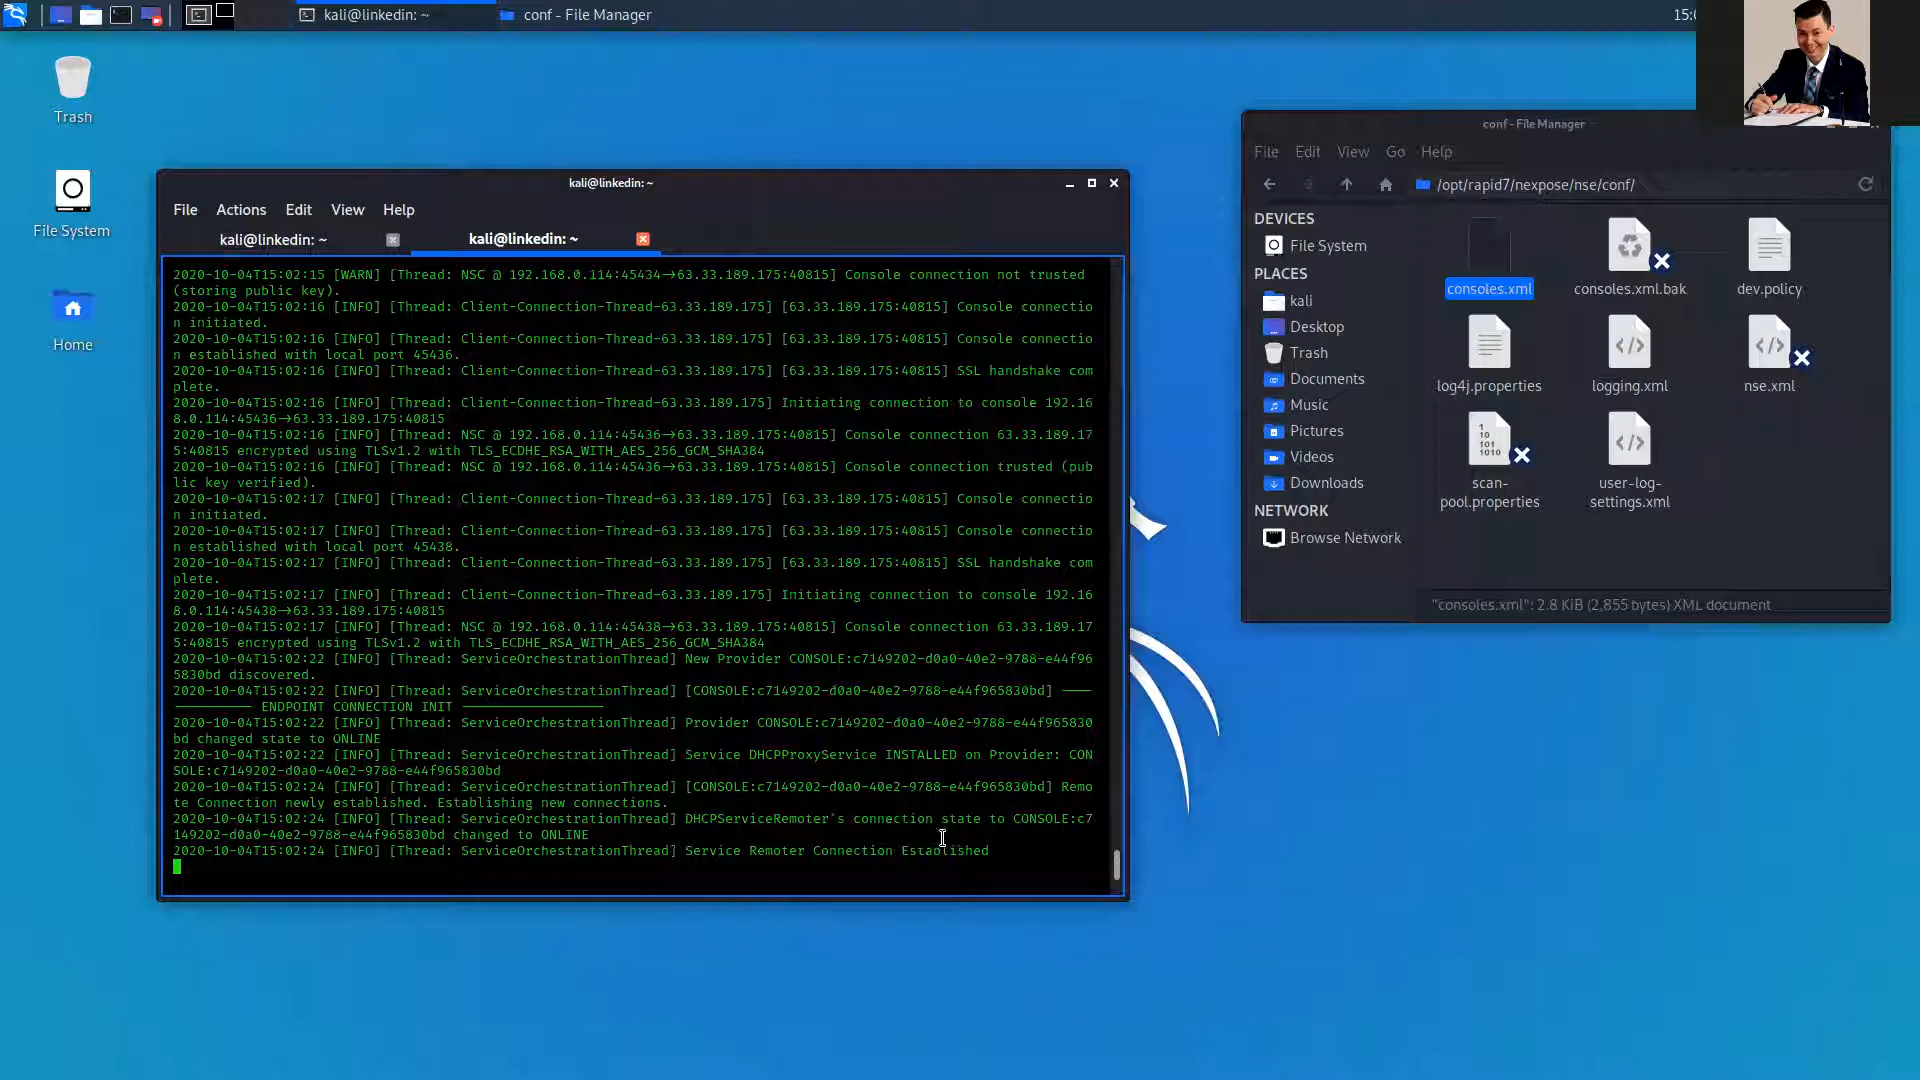 kali@linkedin: ~
conf - File Manager
15:0
Trash
File System
Home
kali@linkedin: ~
File Actions Edit View Help
kali@linkedin: ~
kali@linkedin: ~
2020-10-04T15:02:15 [WARN] [Thread: NSC @ 192.168.0.114:45434→63.33.189.175:40815] Console connection not trusted
(storing public key).
2020-10-04T15:02:16 [INFO] [Thread: Client-Connection-Thread-63.33.189.175] [63.33.189.175:40815] Console connectio
n initiated.
2020-10-04T15:02:16 [INFO] [Thread: Client-Connection-Thread-63.33.189.175] [63.33.189.175:40815] Console connectio
n established with local port 45436.
2020-10-04T15:02:16 [INFO] [Thread: Client-Connection-Thread-63.33.189.175] [63.33.189.175:40815] SSL handshake com
plete.
2020-10-04T15:02:16 [INFO] [Thread: Client-Connection-Thread-63.33.189.175] Initiating connection to console 192.16
8.0.114:45436→63.33.189.175:40815
2020-10-04T15:02:16 [INFO] [Thread: NSC @ 192.168.0.114:45436→63.33.189.175:40815] Console connection 63.33.189.17
5:40815 encrypted using TLSv1.2 with TLS_ECDHE_RSA_WITH_AES_256_GCM_SHA384
2020-10-04T15:02:16 [INFO] [Thread: NSC @ 192.168.0.114:45436→63.33.189.175:40815] Console connection trusted (pub
lic key verified).
2020-10-04T15:02:17 [INFO] [Thread: Client-Connection-Thread-63.33.189.175] [63.33.189.175:40815] Console connectio
n initiated.
2020-10-04T15:02:17 [INFO] [Thread: Client-Connection-Thread-63.33.189.175] [63.33.189.175:40815] Console connectio
n established with local port 45438.
2020-10-04T15:02:17 [INFO] [Thread: Client-Connection-Thread-63.33.189.175] [63.33.189.175:40815] SSL handshake com
plete.
2020-10-04T15:02:17 [INFO] [Thread: Client-Connection-Thread-63.33.189.175] Initiating connection to console 192.16
8.0.114:45438→63.33.189.175:40815
2020-10-04T15:02:17 [INFO] [Thread: NSC @ 192.168.0.114:45438→63.33.189.175:40815] Console connection 63.33.189.17
5:40815 encrypted using TLSv1.2 with TLS_ECDHE_RSA_WITH_AES_256_GCM_SHA384
2020-10-04T15:02:22 [INFO] [Thread: ServiceOrchestrationThread] New Provider CONSOLE:c7149202-d0a0-40e2-9788-e44f96
5830bd discovered.
2020-10-04T15:02:22 [INFO] [Thread: ServiceOrchestrationThread] [CONSOLE:c7149202-d0a0-40e2-9788-e44f965830bd] ────
────────── ENDPOINT CONNECTION INIT ──────────────────
2020-10-04T15:02:22 [INFO] [Thread: ServiceOrchestrationThread] Provider CONSOLE:c7149202-d0a0-40e2-9788-e44f965830
bd changed state to ONLINE
2020-10-04T15:02:22 [INFO] [Thread: ServiceOrchestrationThread] Service DHCPProxyService INSTALLED on Provider: CON
SOLE:c7149202-d0a0-40e2-9788-e44f965830bd
2020-10-04T15:02:24 [INFO] [Thread: ServiceOrchestrationThread] [CONSOLE:c7149202-d0a0-40e2-9788-e44f965830bd] Remo
te Connection newly established. Establishing new connections.
2020-10-04T15:02:24 [INFO] [Thread: ServiceOrchestrationThread] DHCPServiceRemoter's connection state to CONSOLE:c7
149202-d0a0-40e2-9788-e44f965830bd changed to ONLINE
2020-10-04T15:02:24 [INFO] [Thread: ServiceOrchestrationThread] Service Remoter Connection Established
conf - File Manager
File Edit View Go Help
/opt/rapid7/nexpose/nse/conf/
DEVICES
File System
PLACES
kali
Desktop
Trash
Documents
Music
Pictures
Videos
Downloads
NETWORK
Browse Network
consoles.xml
consoles.xml.bak
dev.policy
log4j.properties
logging.xml
nse.xml
scan-
pool.properties
user-log-
settings.xml
"consoles.xml": 2.8 KiB (2,855 bytes) XML document